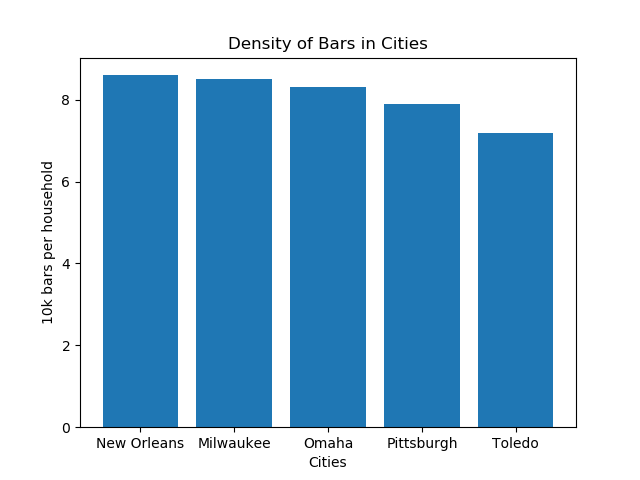 Density of Bars in Cities
10k bars per household
8
6
4
2
0
New Orleans Milwaukee Omaha Pittsburgh Toledo
Cities